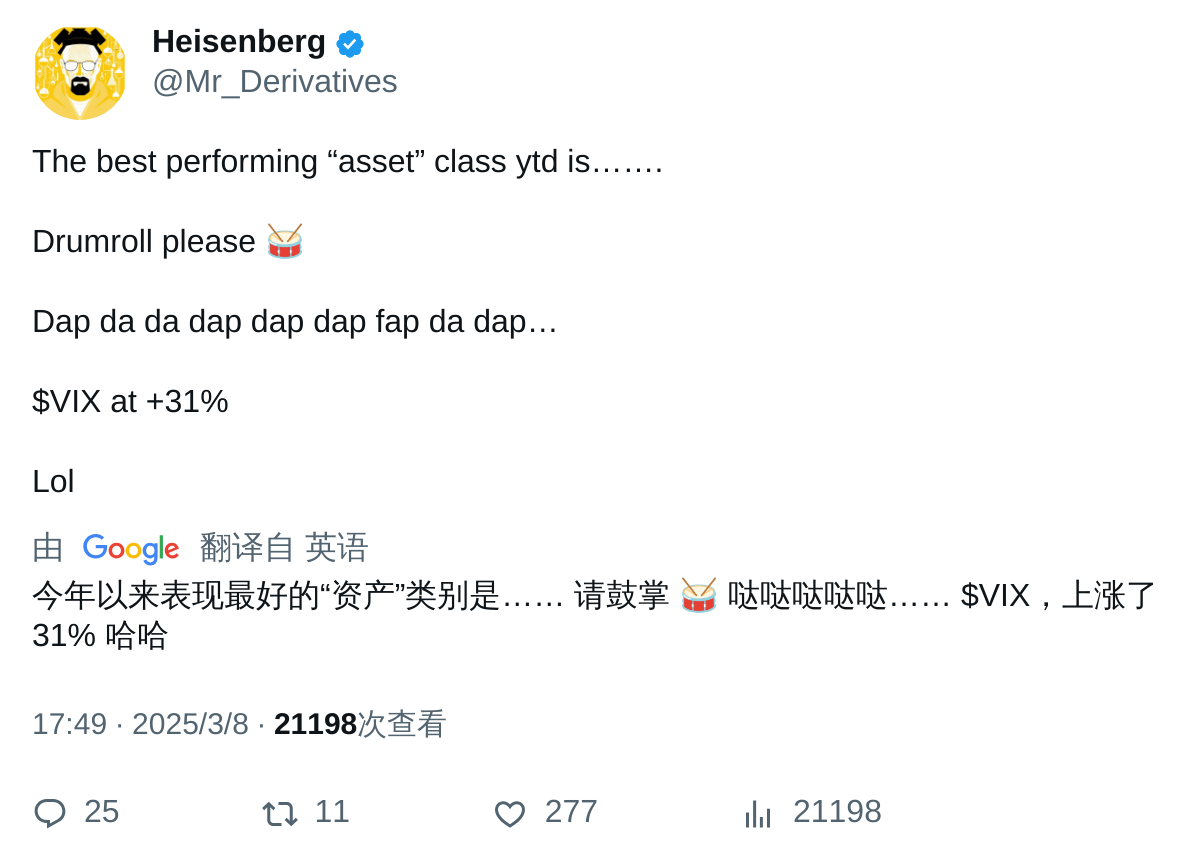 Heisenberg
@Mr_Derivatives
The best performing “asset” class ytd is…….
Drumroll please 🥁
Dap da da dap dap dap fap da dap…
$VIX at +31%
Lol
由 Google 翻译自 英语
今年以来表现最好的“资产”类别是…… 请鼓掌 🥁 哒哒哒哒哒…… $VIX，上涨了
31% 哈哈
17:49 · 2025/3/8 · 21198次查看
25 11 277 21198